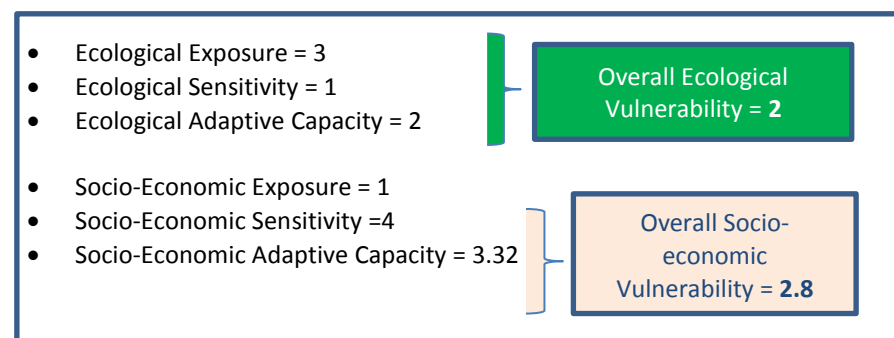 • Ecological Exposure = 3
• Ecological Sensitivity = 1
• Ecological Adaptive Capacity = 2
Overall Ecological
Vulnerability = 2
• Socio-Economic Exposure = 1
• Socio-Economic Sensitivity =4
• Socio-Economic Adaptive Capacity = 3.32
Overall Socio-
economic
Vulnerability = 2.8